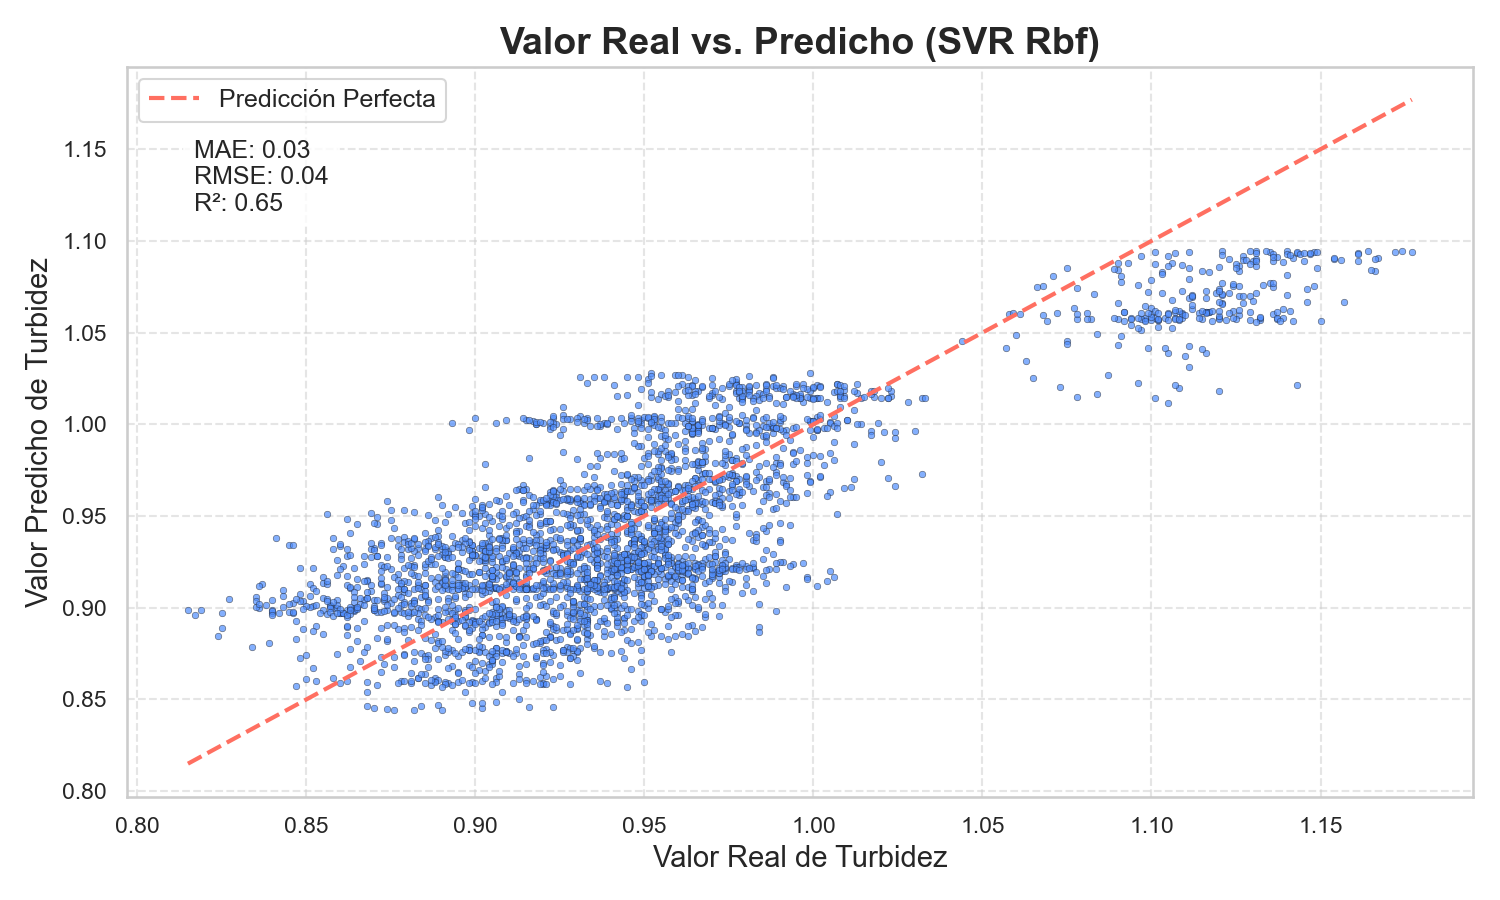 Valor Real vs. Predicho (SVR Rbf)
Predicción Perfecta
MAE: 0.03
RMSE: 0.04
R²: 0.65
Valor Predicho de Turbidez
1.15
1.10
1.05
1.00
0.95
0.90
0.85
0.80
0.80 0.85 0.90 0.95 1.00 1.05 1.10 1.15
Valor Real de Turbidez